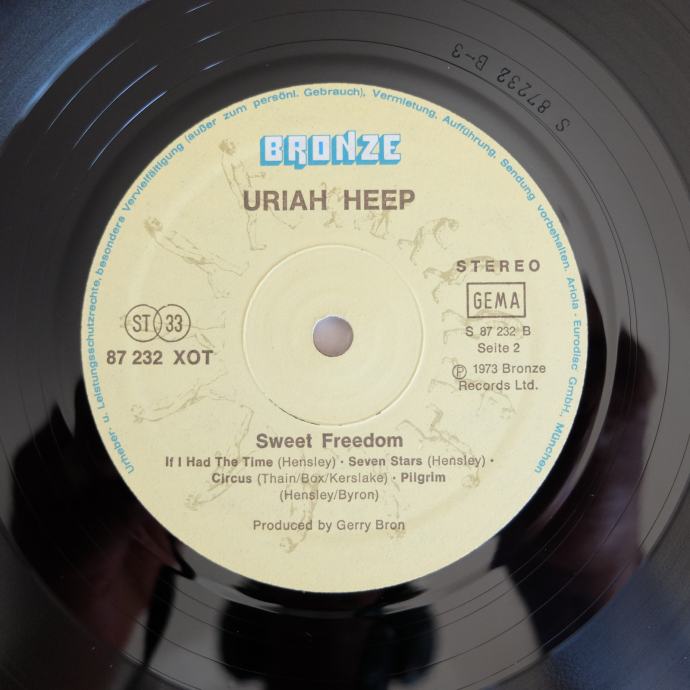 S 87232 B-3
Urheber- u. Leistungsschutzrechte, besonders Vervielfältigung (außer zum persönl. Gebrauch), Vermietung, Aufführung, Sendung vorbehalten. Ariola - Eurodisc GmbH., München
BRONZE
URIAH HEEP
STEREO
GEMA
ST 33
S 87 232 B
87 232 XOT
Seite 2
℗ 1973 Bronze
Records Ltd.
Sweet Freedom
If I Had The Time (Hensley) · Seven Stars (Hensley) ·
Circus (Thain/Box/Kerslake) · Pilgrim
(Hensley/Byron)
Produced by Gerry Bron